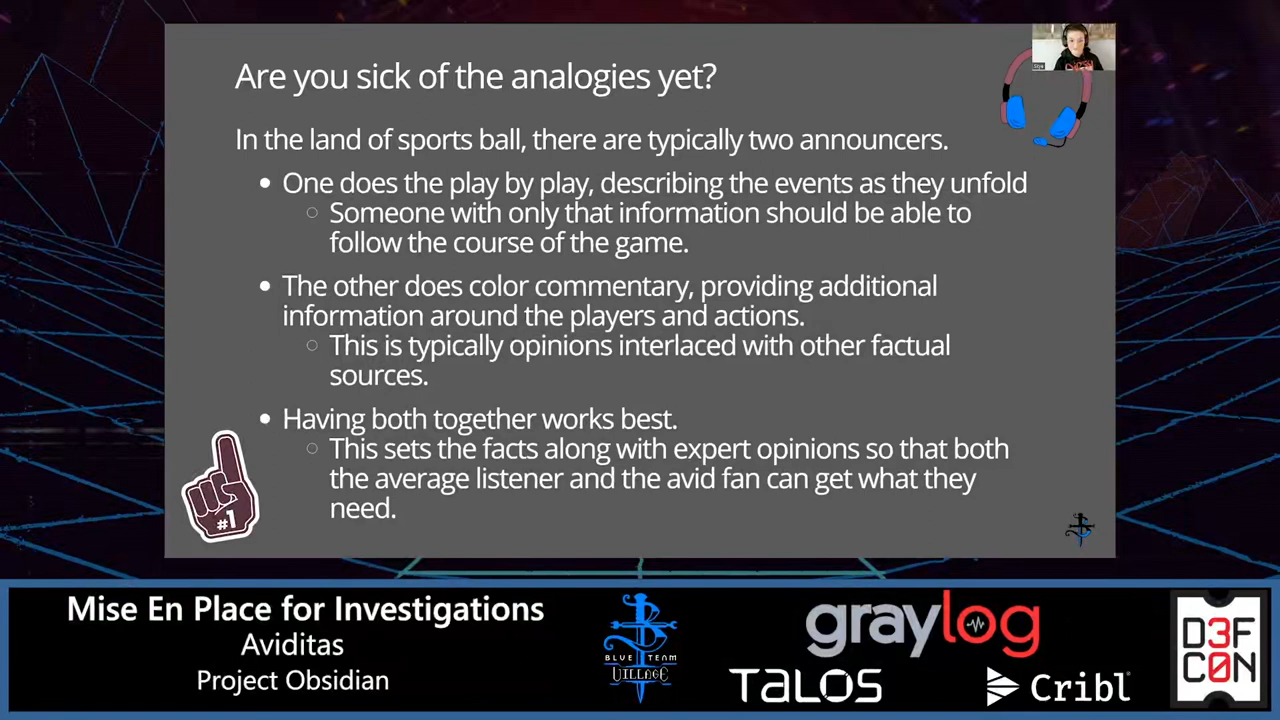 Are you sick of the analogies yet?
In the land of sports ball, there are typically two announcers.
• One does the play by play, describing the events as they unfold
○ Someone with only that information should be able to
follow the course of the game.
• The other does color commentary, providing additional
information around the players and actions.
○ This is typically opinions interlaced with other factual
sources.
• Having both together works best.
○ This sets the facts along with expert opinions so that both
the average listener and the avid fan can get what they
need.
#1
Mise En Place for Investigations
Aviditas
Project Obsidian
BLUE TEAM
VILLAGE
graylog
TALOS
Cribl
D3F
C0N